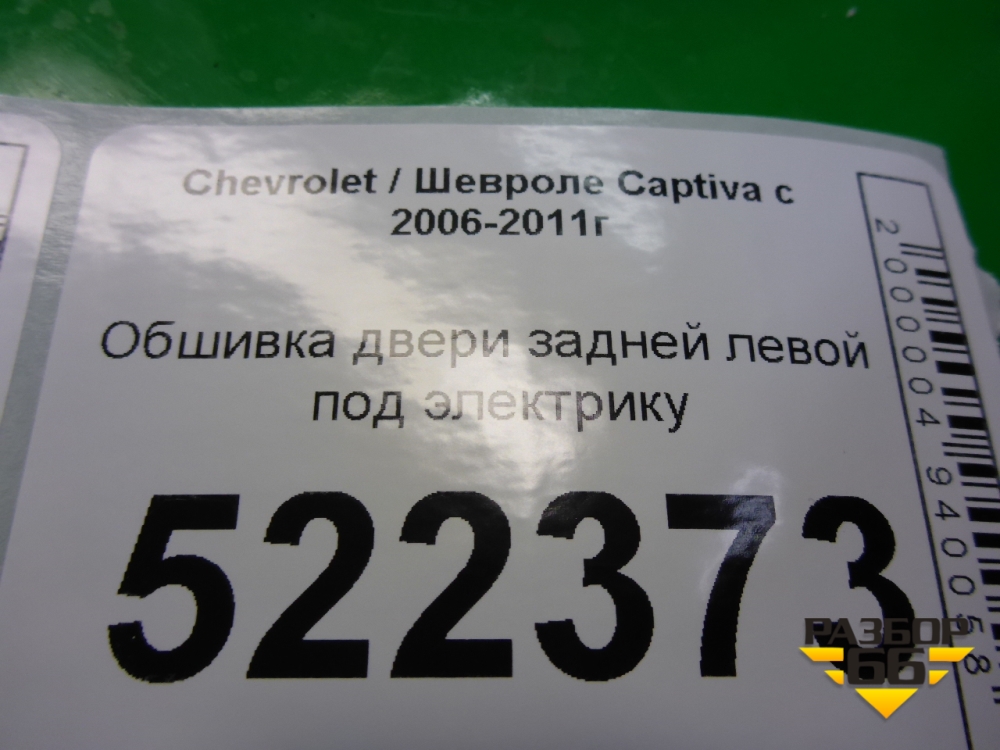 Chevrolet / Шевроле Captiva с
2006-2011г
Обшивка двери задней левой
под электрику
522373
2000004940058
РАЗБОР
66